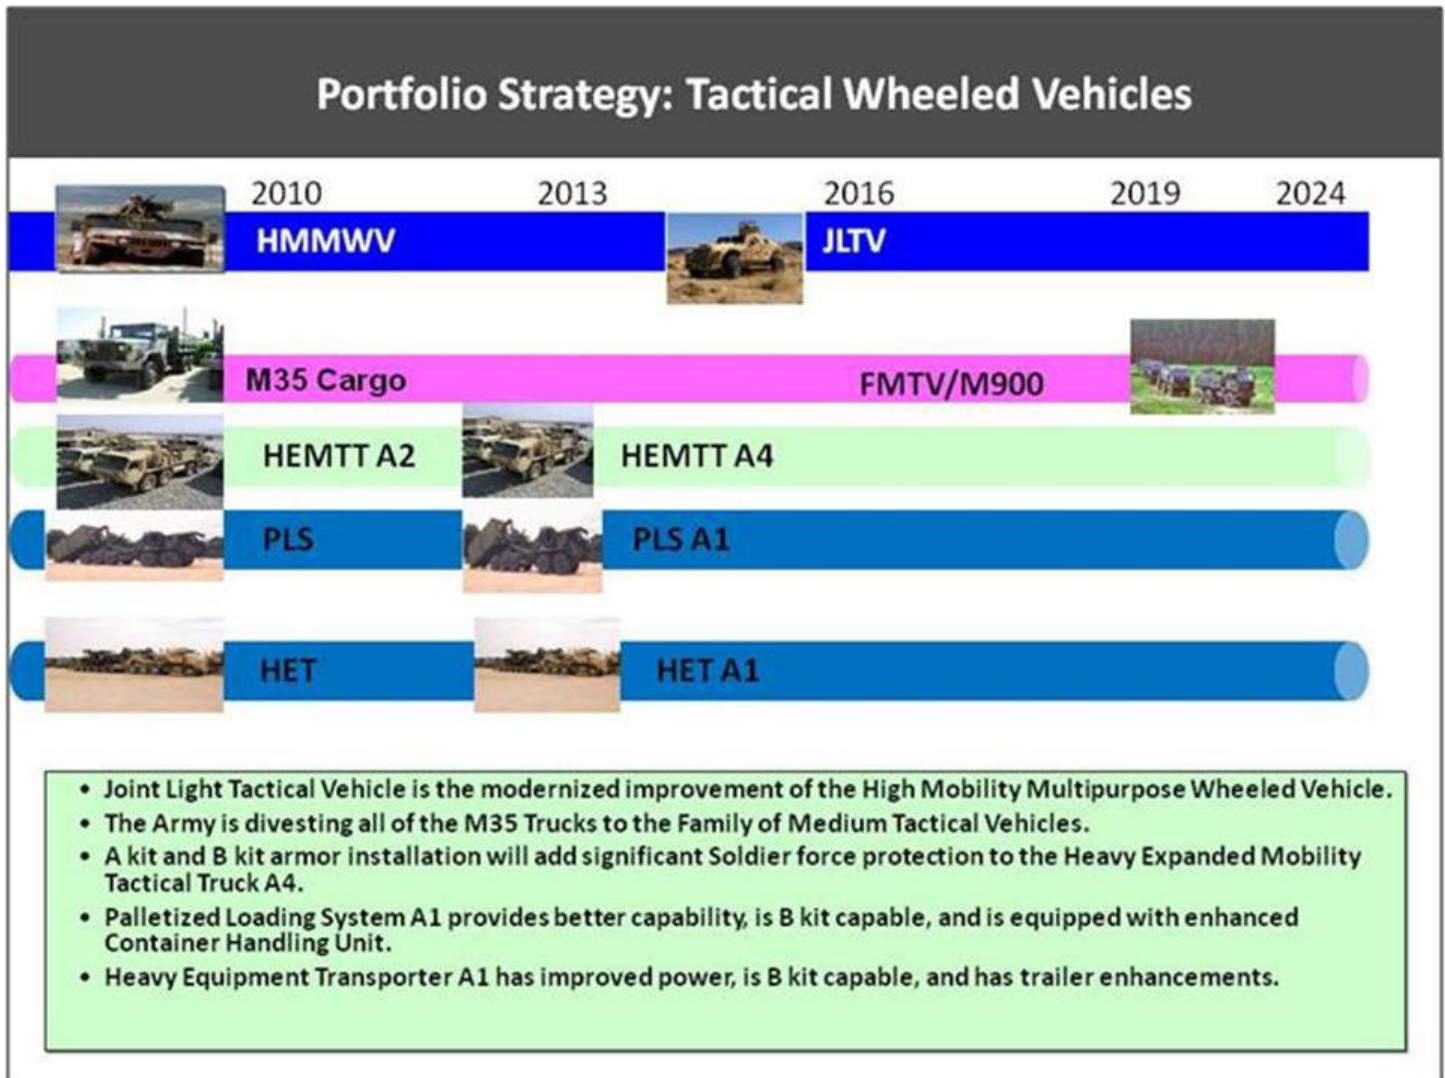 Portfolio Strategy: Tactical Wheeled Vehicles
2010 2013 2016 2019 2024
HMMWV JLTV
M35 Cargo FMTV/M900
HEMTT A2 HEMTT A4
PLS PLS A1
HET HET A1
• Joint Light Tactical Vehicle is the modernized improvement of the High Mobility Multipurpose Wheeled Vehicle.
• The Army is divesting all of the M35 Trucks to the Family of Medium Tactical Vehicles.
• A kit and B kit armor installation will add significant Soldier force protection to the Heavy Expanded Mobility
Tactical Truck A4.
• Palletized Loading System A1 provides better capability, is B kit capable, and is equipped with enhanced
Container Handling Unit.
• Heavy Equipment Transporter A1 has improved power, is B kit capable, and has trailer enhancements.